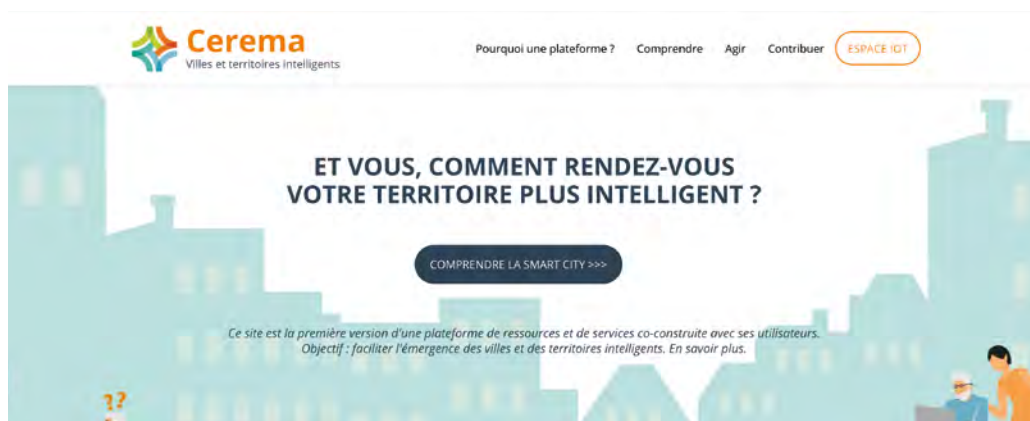 Cerema
Villes et territoires intelligents
Pourquoi une plateforme ? Comprendre Agir Contribuer ESPACE IOT
ET VOUS, COMMENT RENDEZ-VOUS
VOTRE TERRITOIRE PLUS INTELLIGENT ?
COMPRENDRE LA SMART CITY >>>
Ce site est la première version d'une plateforme de ressources et de services co-construite avec ses utilisateurs.
Objectif : faciliter l'émergence des villes et des territoires intelligents. En savoir plus.
??